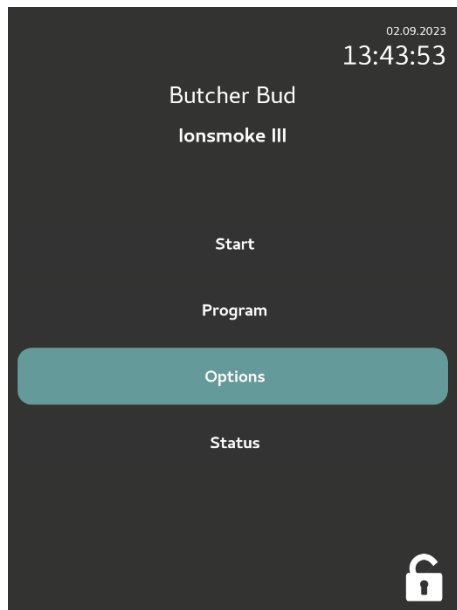 02.09.2023
13:43:53
Butcher Bud
Ionsmoke III
Start
Program
Options
Status